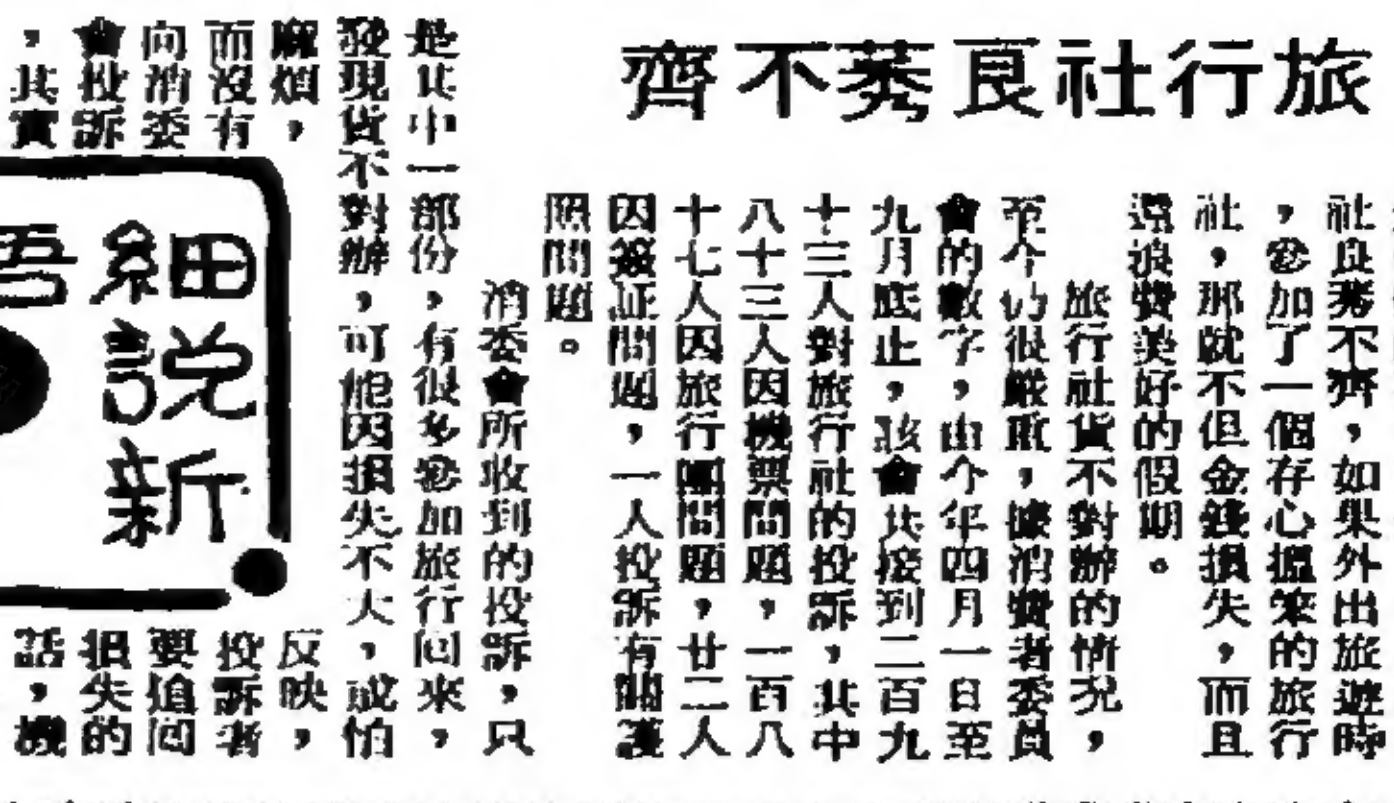 旅行社良莠不齊
社良莠不齊，如果外出旅遊時
，參加了一個存心搵笨的旅行
社，那就不但金錢損失，而且
還浪費美好的假期。
旅行社貨不對辦的情況，
至今仍很嚴重，據消費者委員
會的數字，由今年四月一日至
九月底止，該會共接到二百九
十三人對旅行社的投訴，其中
八十三人因機票問題，一百八
十七人因旅行團問題，廿二人
因簽証問題，一人投訴有關護
照問題。
消委會所收到的投訴，只
是其中一部份，有很多參加旅行回來，
發現貨不對辦，可能因損失不大，或怕
麻煩，
而沒有
向消委
會投訴
，其實
細說新
語
反映，
投訴者
要追回
損失的
話，機